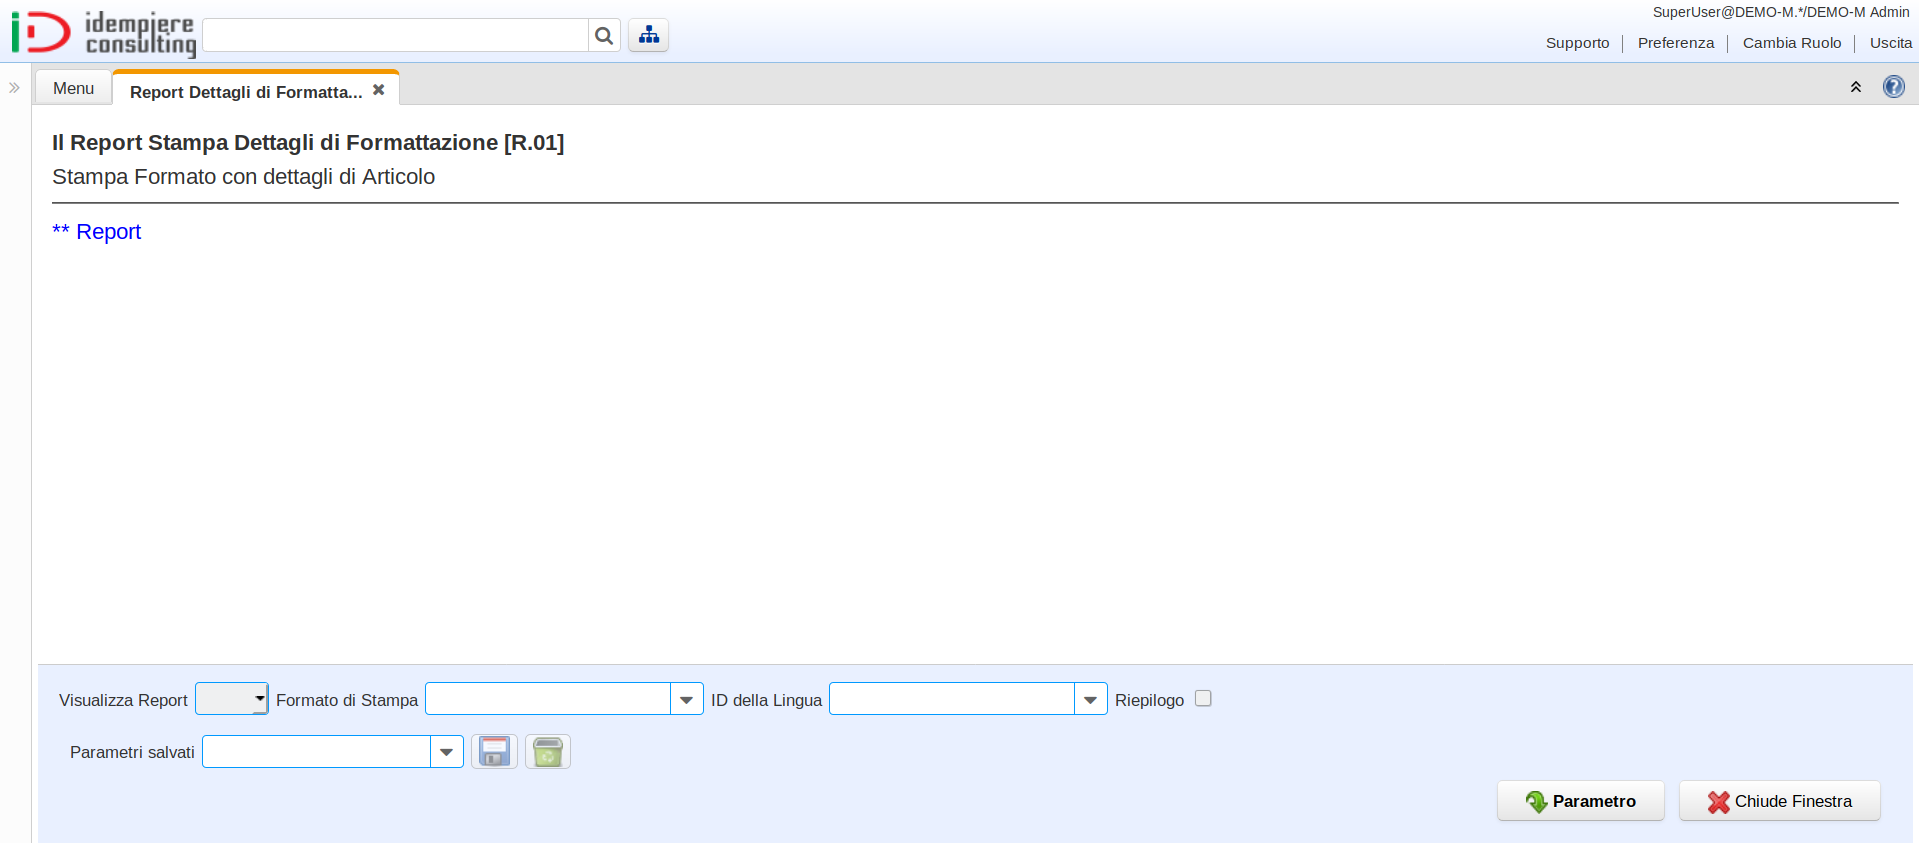 idempiere
consulting
SuperUser@DEMO-M.*/DEMO-M Admin
Supporto
Preferenza
Cambia Ruolo
Uscita
Menu
Report Dettagli di Formatta...
Il Report Stampa Dettagli di Formattazione [R.01]
Stampa Formato con dettagli di Articolo
** Report
Visualizza Report
Formato di Stampa
ID della Lingua
Riepilogo
Parametri salvati
Parametro
Chiude Finestra